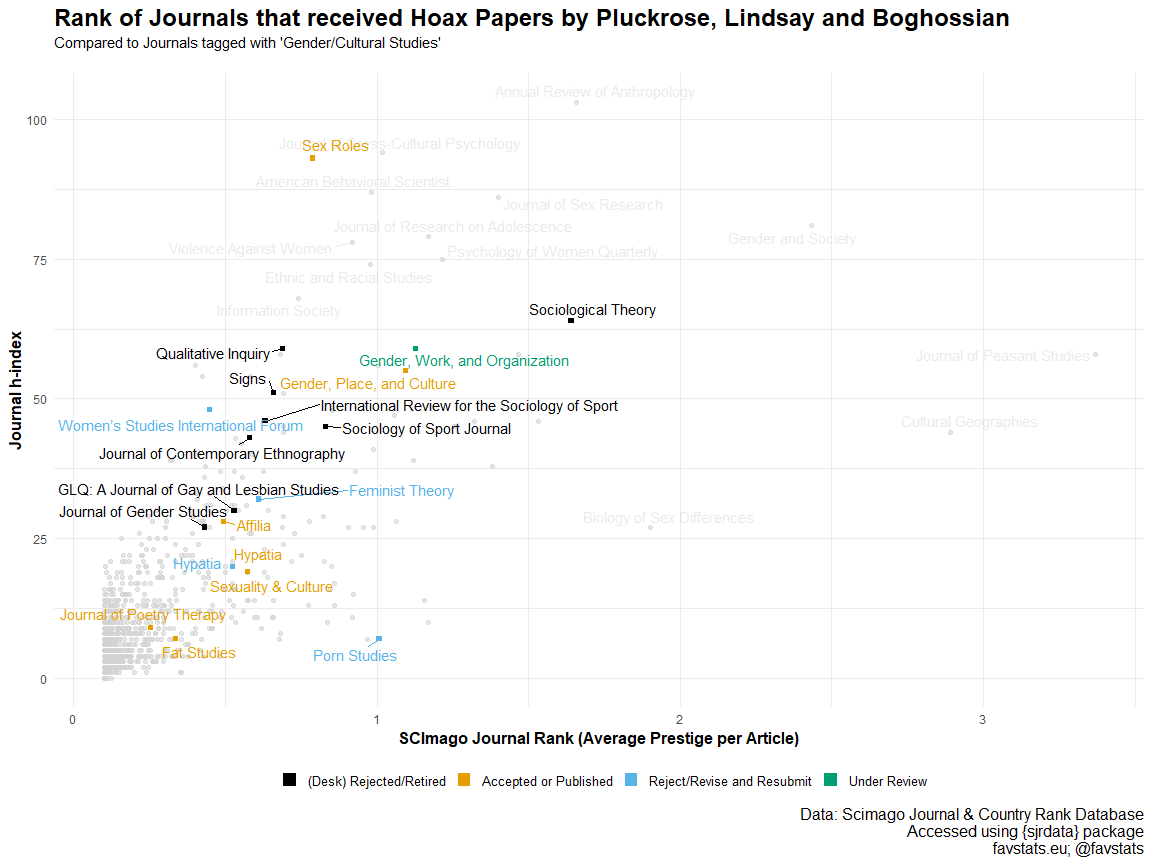 Rank of Journals that received Hoax Papers by Pluckrose, Lindsay and Boghossian
Compared to Journals tagged with 'Gender/Cultural Studies'
Annual Review of Anthropology
100
Journal of Cross-Cultural Psychology
Sex Roles
American Behavioral Scientist
Journal of Sex Research
Journal of Research on Adolescence
Gender and Society
Violence Against Women
Psychology of Women Quarterly
75
Ethnic and Racial Studies
Information Society
Sociological Theory
Qualitative Inquiry
Gender, Work, and Organization
Journal of Peasant Studies
Signs
Gender, Place, and Culture
50
International Review for the Sociology of Sport
Women's Studies International Forum
Sociology of Sport Journal
Cultural Geographies
Journal of Contemporary Ethnography
GLQ: A Journal of Gay and Lesbian Studies
Feminist Theory
Journal of Gender Studies
Biology of Sex Differences
Affilia
25
Hypatia
Hypatia
Sexuality & Culture
Journal of Poetry Therapy
Fat Studies
Porn Studies
0
Journal h-index
0
1
2
3
SCImago Journal Rank (Average Prestige per Article)
(Desk) Rejected/Retired
Accepted or Published
Reject/Revise and Resubmit
Under Review
Data: Scimago Journal & Country Rank Database
Accessed using {sjrdata} package
favstats.eu; @favstats